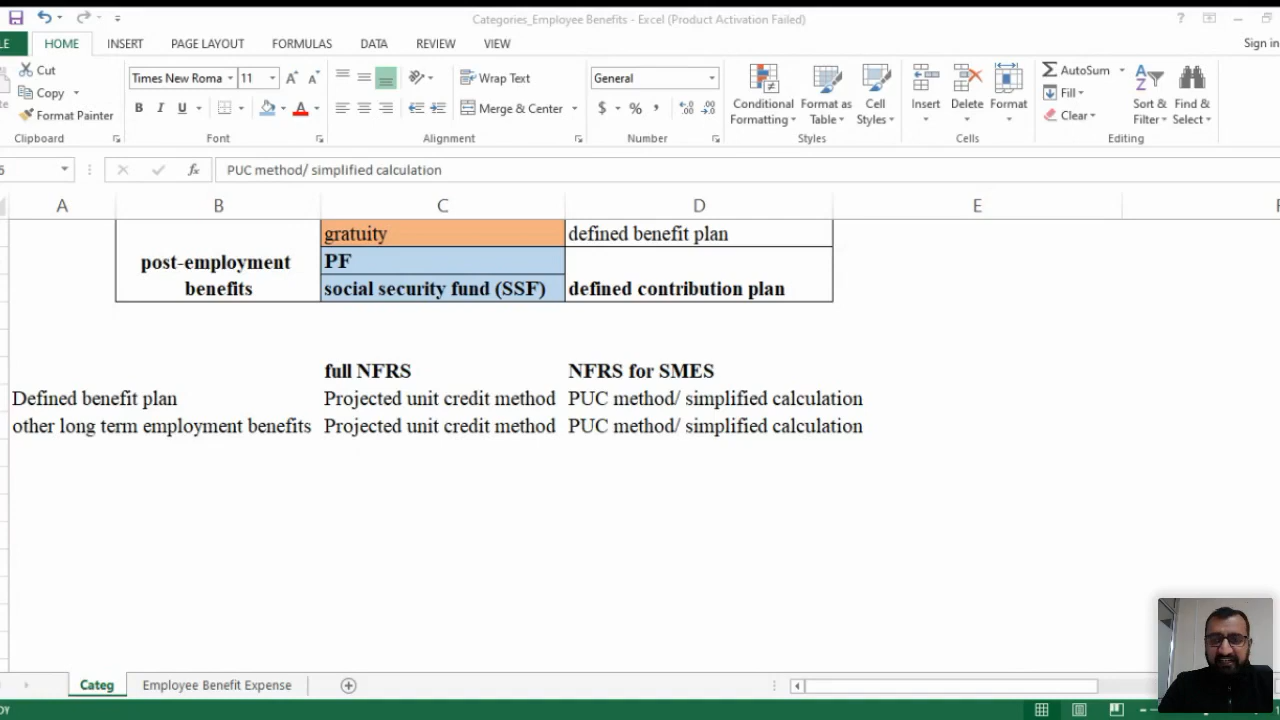 Categories_Employee Benefits - Excel (Product Activation Failed)
HOME INSERT PAGE LAYOUT FORMULAS DATA REVIEW VIEW
Sign in
Cut
Copy
Format Painter
Clipboard
Times New Roma 11
B I U
Font
Wrap Text
Merge & Center
Alignment
General
$ % ,
Number
Conditional Formatting
Format as Table
Cell Styles
Styles
Insert Delete Format
Cells
AutoSum
Fill
Clear
Sort & Filter
Find & Select
Editing
fx PUC method/ simplified calculation
A B C D E
gratuity defined benefit plan
post-employment benefits
PF
social security fund (SSF) defined contribution plan
full NFRS NFRS for SMES
Defined benefit plan Projected unit credit method PUC method/ simplified calculation
other long term employment benefits Projected unit credit method PUC method/ simplified calculation
Categ Employee Benefit Expense